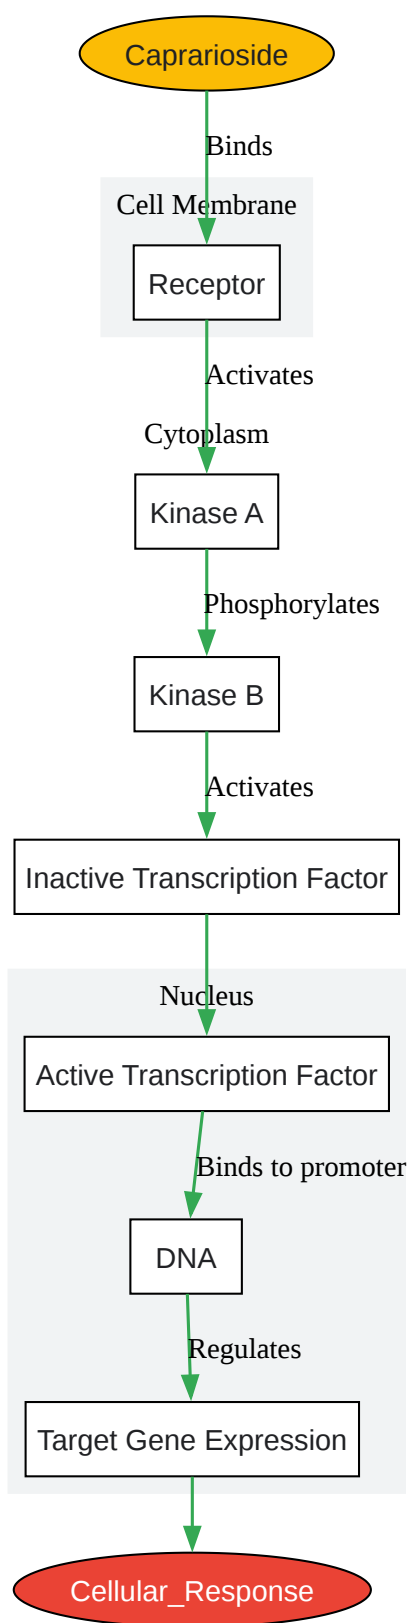 Caprarioside
Binds
Cell Membrane
Receptor
Activates
Cytoplasm
Kinase A
Phosphorylates
Kinase B
Activates
Inactive Transcription Factor
Nucleus
Active Transcription Factor
Binds to promoter
DNA
Regulates
Target Gene Expression
Cellular_Response